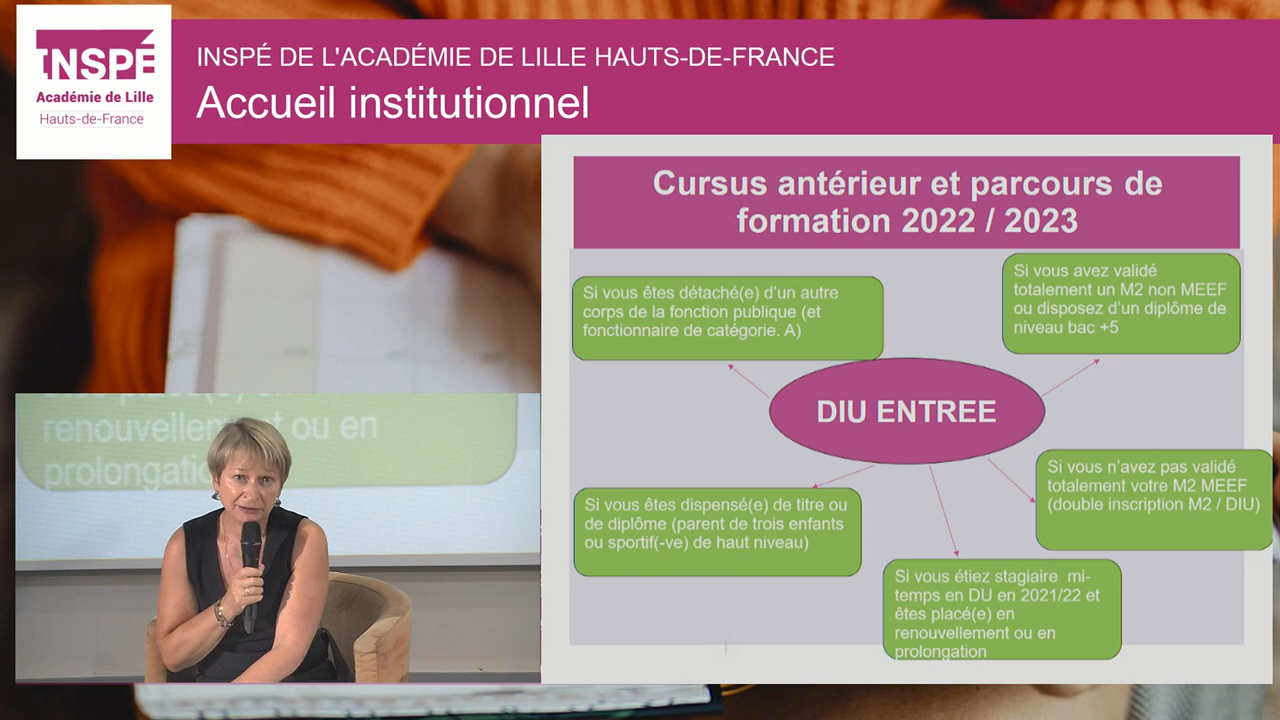 INSPÉ
Académie de Lille
Hauts-de-France
INSPÉ DE L'ACADÉMIE DE LILLE HAUTS-DE-FRANCE
Accueil institutionnel
Cursus antérieur et parcours de
formation 2022 / 2023
Si vous êtes détaché(e) d'un autre
corps de la fonction publique (et
fonctionnaire de catégorie. A)
Si vous avez validé
totalement un M2 non MEEF
ou disposez d'un diplôme de
niveau bac +5
DIU ENTREE
Si vous n'avez pas validé
totalement votre M2 MEEF
(double inscription M2 / DIU)
Si vous êtes dispensé(e) de titre ou
de diplôme (parent de trois enfants
ou sportif(-ve) de haut niveau)
Si vous étiez stagiaire mi-
temps en DU en 2021/22 et
êtes placé(e) en
renouvellement ou en
prolongation
renouvellement ou en
prolongatio